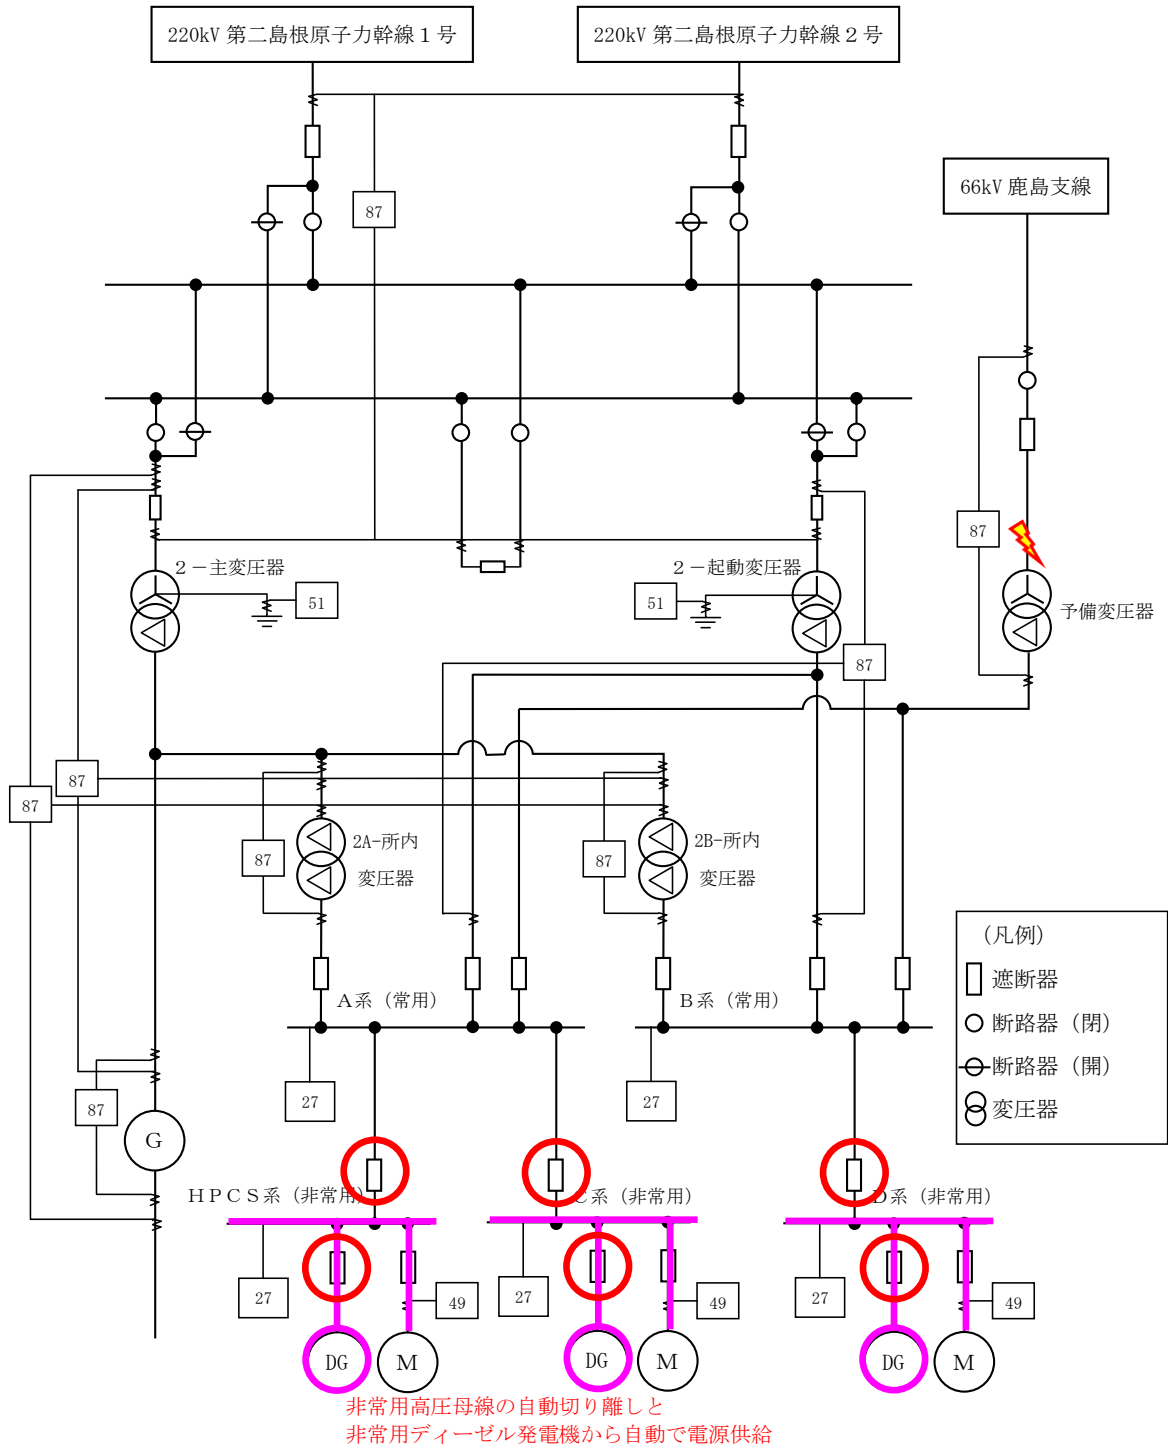 220kV 第二島根原子力幹線１号
220kV 第二島根原子力幹線２号
66kV 鹿島支線
87
87
２－主変圧器
２－起動変圧器
予備変圧器
51
51
87
87
87
87
87
2A-所内
変圧器
87
2B-所内
変圧器
（凡例）
遮断器
断路器（閉）
断路器（開）
変圧器
Ａ系（常用）
Ｂ系（常用）
27
27
87
G
ＨＰＣＳ系（非常用）
C系（非常用）
D系（非常用）
27
49
27
49
27
49
DG
M
DG
M
DG
M
非常用高圧母線の自動切り離しと
非常用ディーゼル発電機から自動で電源供給